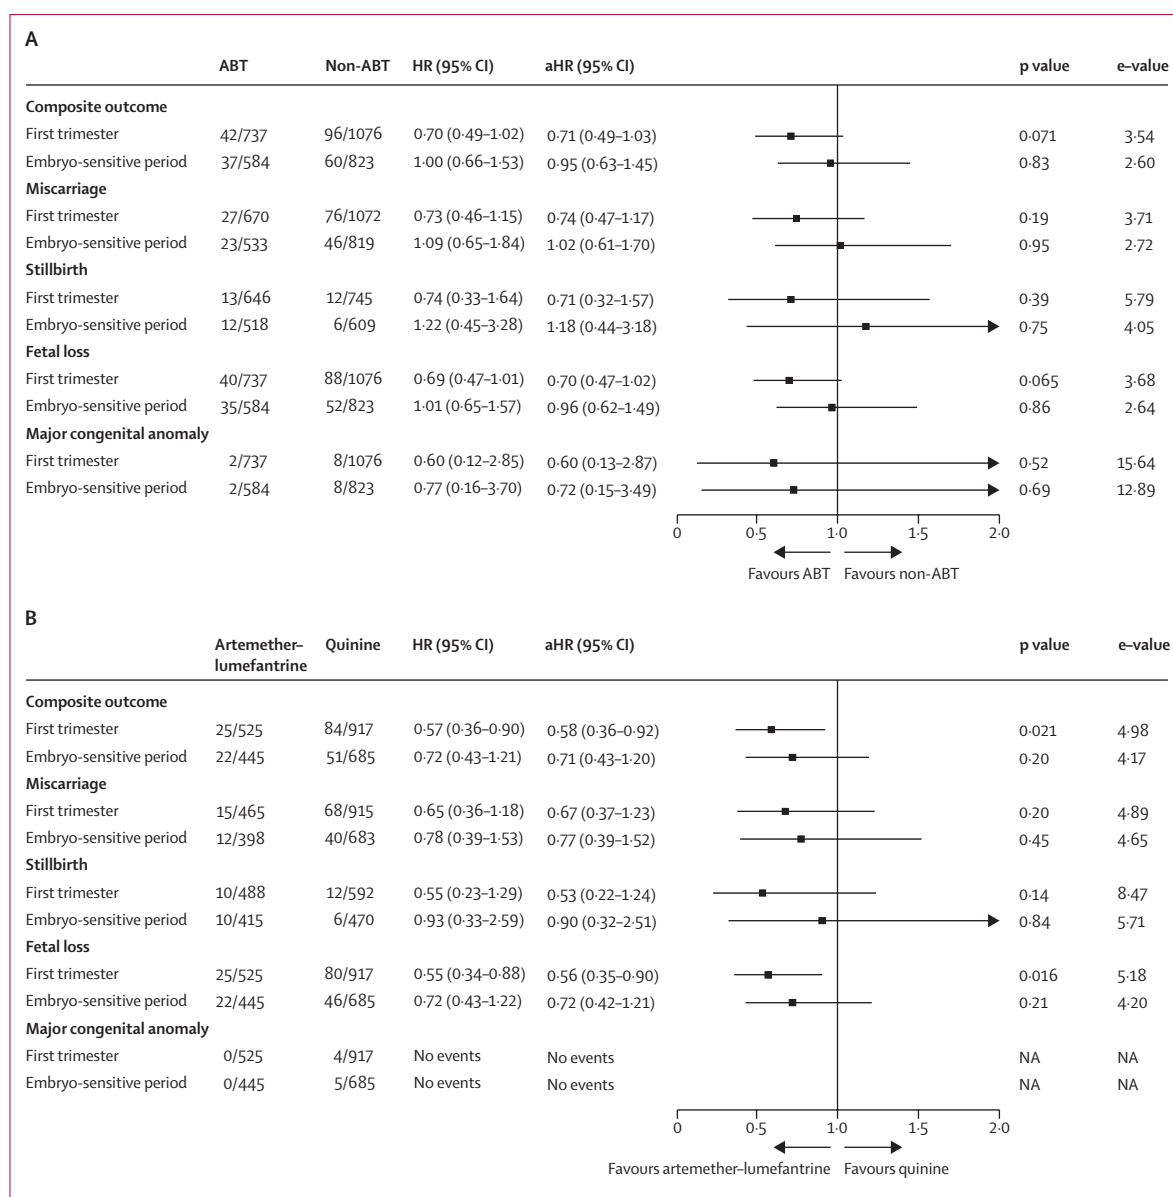 A
ABT Non-ABT HR (95% CI) aHR (95% CI) p value e–value
Composite outcome
First trimester 42/737 96/1076 0·70 (0·49–1·02) 0·71 (0·49–1·03) 0·071 3·54
Embryo-sensitive period 37/584 60/823 1·00 (0·66–1·53) 0·95 (0·63–1·45) 0·83 2·60
Miscarriage
First trimester 27/670 76/1072 0·73 (0·46–1·15) 0·74 (0·47–1·17) 0·19 3·71
Embryo-sensitive period 23/533 46/819 1·09 (0·65–1·84) 1·02 (0·61–1·70) 0·95 2·72
Stillbirth
First trimester 13/646 12/745 0·74 (0·33–1·64) 0·71 (0·32–1·57) 0·39 5·79
Embryo-sensitive period 12/518 6/609 1·22 (0·45–3·28) 1·18 (0·44–3·18) 0·75 4·05
Fetal loss
First trimester 40/737 88/1076 0·69 (0·47–1·01) 0·70 (0·47–1·02) 0·065 3·68
Embryo-sensitive period 35/584 52/823 1·01 (0·65–1·57) 0·96 (0·62–1·49) 0·86 2·64
Major congenital anomaly
First trimester 2/737 8/1076 0·60 (0·12–2·85) 0·60 (0·13–2·87) 0·52 15·64
Embryo-sensitive period 2/584 8/823 0·77 (0·16–3·70) 0·72 (0·15–3·49) 0·69 12·89
0 0·5 1·0 1·5 2·0
Favours ABT Favours non-ABT
B
Artemether– Quinine HR (95% CI) aHR (95% CI) p value e–value
lumefantrine
Composite outcome
First trimester 25/525 84/917 0·57 (0·36–0·90) 0·58 (0·36–0·92) 0·021 4·98
Embryo-sensitive period 22/445 51/685 0·72 (0·43–1·21) 0·71 (0·43–1·20) 0·20 4·17
Miscarriage
First trimester 15/465 68/915 0·65 (0·36–1·18) 0·67 (0·37–1·23) 0·20 4·89
Embryo-sensitive period 12/398 40/683 0·78 (0·39–1·53) 0·77 (0·39–1·52) 0·45 4·65
Stillbirth
First trimester 10/488 12/592 0·55 (0·23–1·29) 0·53 (0·22–1·24) 0·14 8·47
Embryo-sensitive period 10/415 6/470 0·93 (0·33–2·59) 0·90 (0·32–2·51) 0·84 5·71
Fetal loss
First trimester 25/525 80/917 0·55 (0·34–0·88) 0·56 (0·35–0·90) 0·016 5·18
Embryo-sensitive period 22/445 46/685 0·72 (0·43–1·22) 0·72 (0·42–1·21) 0·21 4·20
Major congenital anomaly
First trimester 0/525 4/917 No events No events NA NA
Embryo-sensitive period 0/445 5/685 No events No events NA NA
0 0·5 1·0 1·5 2·0
Favours artemether–lumefantrine Favours quinine